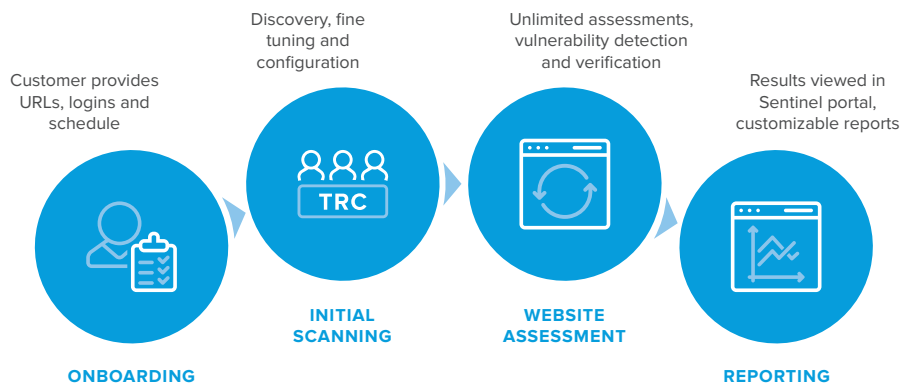 Customer provides
URLs, logins and
schedule
ONBOARDING
Discovery, fine
tuning and
configuration
TRC
INITIAL
SCANNING
Unlimited assessments,
vulnerability detection
and verification
WEBSITE
ASSESSMENT
Results viewed in
Sentinel portal,
customizable reports
REPORTING